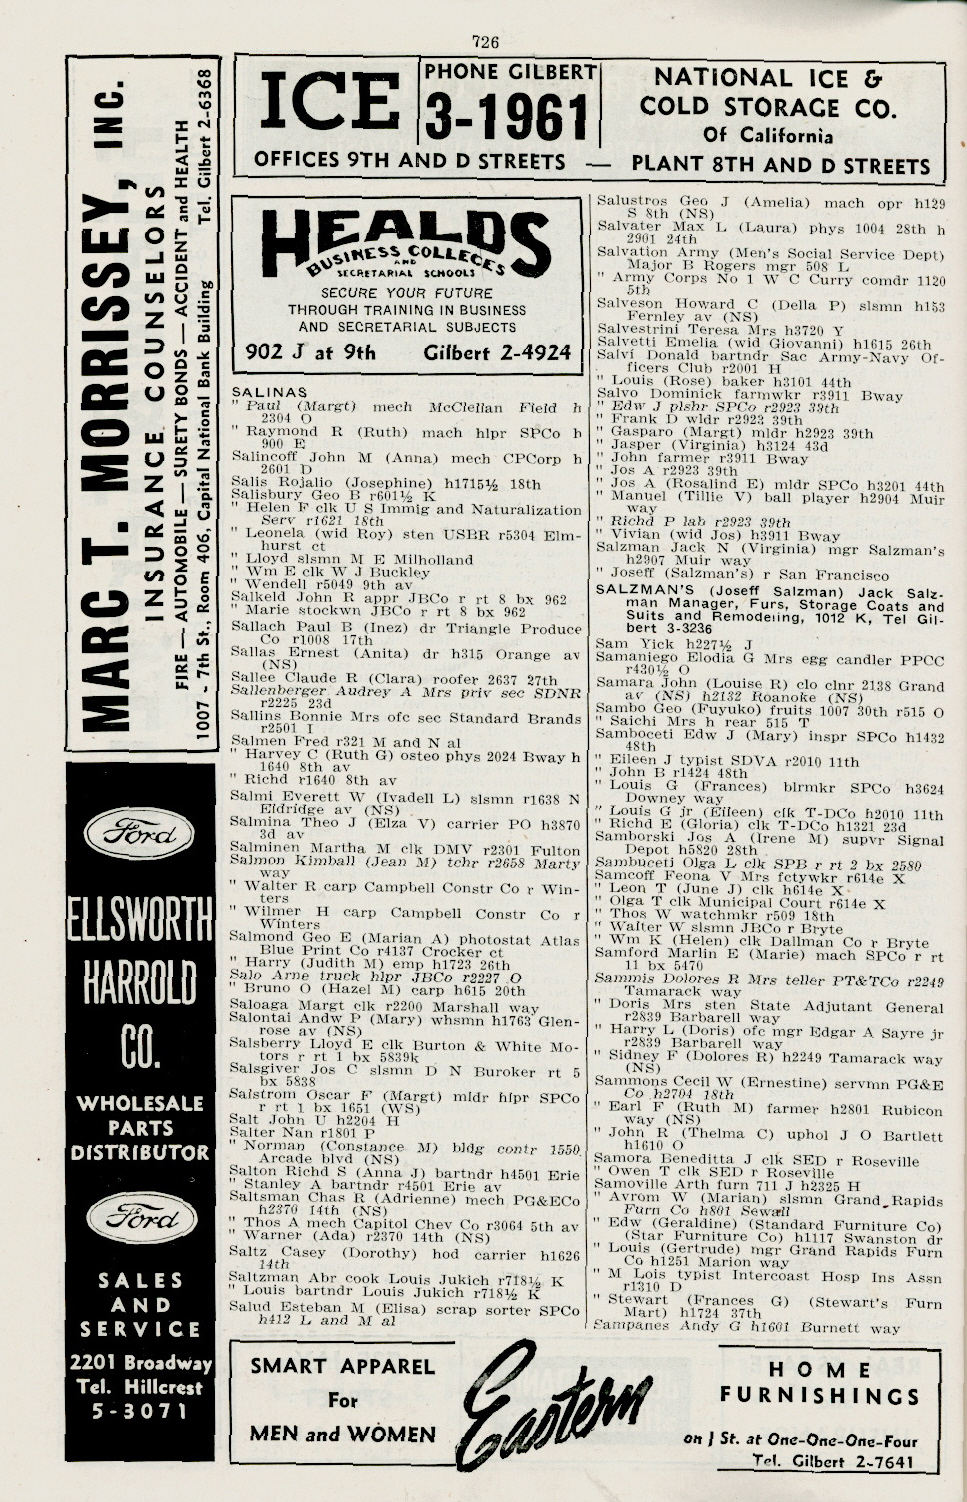 726
MARC T. MORRISSEY, INC.
INSURANCE COUNSELORS
FIRE — AUTOMOBILE — SURETY BONDS — ACCIDENT and HEALTH
1007 - 7th St., Room 406, Capital National Bank Building Tel. Gilbert 2-6368
Ford
ELLSWORTH
HARROLD
CO.
WHOLESALE
PARTS
DISTRIBUTOR
Ford
SALES
AND
SERVICE
2201 Broadway
Tel. Hillcrest
5-3071
ICE
PHONE GILBERT
3-1961
NATIONAL ICE &
COLD STORAGE CO.
Of California
OFFICES 9TH AND D STREETS — PLANT 8TH AND D STREETS
HEALDS
BUSINESS COLLEGES
AND
SECRETARIAL SCHOOLS
SECURE YOUR FUTURE
THROUGH TRAINING IN BUSINESS
AND SECRETARIAL SUBJECTS
902 J at 9th Gilbert 2-4924
SALINAS
" Paul (Margt) mech McClellan Field h
2304 O
" Raymond R (Ruth) mach hlpr SPCo h
900 E
Salincoff John M (Anna) mech CPCorp h
2601 D
Salis Rojalio (Josephine) h1715½ 18th
Salisbury Geo B r601½ K
" Helen F clk U S Immig and Naturalization
Serv r1621 18th
" Leonela (wid Roy) sten USBR r5304 Elm-
hurst ct
" Lloyd slsmn M E Milholland
" Wm E clk W J Buckley
" Wendell r5049 9th av
Salkeld John R appr JBCo r rt 8 bx 962
" Marie stockwn JBCo r rt 8 bx 962
Sallach Paul B (Inez) dr Triangle Produce
Co r1008 17th
Sallas Ernest (Anita) dr h315 Orange av
(NS)
Sallee Claude R (Clara) roofer 2637 27th
Sallenberger Audrey A Mrs priv sec SDNR
r2225 23d
Sallins Bonnie Mrs ofc sec Standard Brands
r2501 I
Salmen Fred r321 M and N al
" Harvey C (Ruth G) osteo phys 2024 Bway h
1640 8th av
" Richd r1640 8th av
Salmi Everett W (Ivadell L) slsmn r1638 N
Eldridge av (NS)
Salmina Theo J (Elza V) carrier PO h3870
3d av
Salminen Martha M clk DMV r2301 Fulton
Salmon Kimball (Jean M) tchr r2658 Marty
way
" Walter R carp Campbell Constr Co r Win-
ters
" Wilmer H carp Campbell Constr Co r
Winters
Salmond Geo E (Marian A) photostat Atlas
Blue Print Co r4137 Crocker ct
" Harry (Judith M) emp h1723 26th
Salo Arne truck hlpr JBCo r2227 O
" Bruno O (Hazel M) carp h615 20th
Saloaga Margt clk r2200 Marshall way
Salontai Andw P (Mary) whsmn h1763 Glen-
rose av (NS)
Salsberry Lloyd E clk Burton & White Mo-
tors r rt 1 bx 5839k
Salsgiver Jos C slsmn D N Buroker rt 5
bx 5838
Salstrom Oscar F (Margt) mldr hlpr SPCo
r rt 1 bx 1651 (WS)
Salt John U h2204 H
Salter Nan r1801 P
" Norman (Constance M) bldg contr 1550
Arcade blvd (NS)
Salton Richd S (Anna J) bartndr h4501 Erie
" Stanley A bartndr r4501 Erie av
Saltsman Chas R (Adrienne) mech PG&ECo
h2370 14th (NS)
" Thos A mech Capitol Chev Co r3064 5th av
" Warner (Ada) r2370 14th (NS)
Saltz Casey (Dorothy) hod carrier h1626
14th
Saltzman Abr cook Louis Jukich r718½ K
" Louis bartndr Louis Jukich r718½ K
Salud Esteban M (Elisa) scrap sorter SPCo
h412 L and M al
Salustros Geo J (Amelia) mach opr h129
S 8th (NS)
Salvater Max L (Laura) phys 1004 28th h
2901 24th
Salvation Army (Men's Social Service Dept)
Major B Rogers mgr 508 L
" Army Corps No 1 W C Curry comdr 1120
5th
Salveson Howard C (Della P) slsmn h153
Fernley av (NS)
Salvestrini Teresa Mrs h3720 Y
Salvetti Emelia (wid Giovanni) h1615 26th
Salvi Donald bartndr Sac Army-Navy Of-
ficers Club r2001 H
" Louis (Rose) baker h3101 44th
Salvo Dominick farmwkr r3911 Bway
" Edw J plshr SPCo r2923 39th
" Frank D wldr r2923 39th
" Gasparo (Margt) mldr h2923 39th
" Jasper (Virginia) h3124 43d
" John farmer r3911 Bway
" Jos A r2923 39th
" Jos A (Rosalind E) mldr SPCo h3201 44th
" Manuel (Tillie V) ball player h2904 Muir
way
" Richd P lab r2923 39th
" Vivian (wid Jos) h3911 Bway
Salzman Jack N (Virginia) mgr Salzman's
h2907 Muir way
" Joseff (Salzman's) r San Francisco
SALZMAN'S (Joseff Salzman) Jack Salz-
man Manager, Furs, Storage Coats and
Suits and Remodeling, 1012 K, Tel Gil-
bert 3-3236
Sam Yick h227½ J
Samaniego Elodia G Mrs egg candler PPCC
r430½ O
Samara John (Louise R) clo clnr 2138 Grand
av (NS) h2132 Roanoke (NS)
Sambo Geo (Fuyuko) fruits 1007 30th r515 O
" Saichi Mrs h rear 515 T
Samboceti Edw J (Mary) inspr SPCo h1432
48th
" Eileen J typist SDVA r2010 11th
" John B r1424 48th
" Louis G (Frances) blrmkr SPCo h3624
Downey way
" Louis G jr (Eileen) clk T-DCo h2010 11th
" Richd E (Gloria) clk T-DCo h1321 23d
Samborski Jos A (Irene M) supvr Signal
Depot h5820 28th
Sambuceti Olga L clk SPB r rt 2 bx 2580
Samcoff Feona V Mrs fctywkr r614e X
" Leon T (June J) clk h614e X
" Olga T clk Municipal Court r614e X
" Thos W watchmkr r509 18th
" Walter W slsmn JBCo r Bryte
" Wm K (Helen) clk Dallman Co r Bryte
Samford Marlin E (Marie) mach SPCo r rt
11 bx 5470
Sammis Dolores R Mrs teller PT&TCo r2249
Tamarack way
" Doris Mrs sten State Adjutant General
r2839 Barbarell way
" Harry L (Doris) ofc mgr Edgar A Sayre jr
r2839 Barbarell way
" Sidney F (Dolores R) h2249 Tamarack way
(NS)
Sammons Cecil W (Ernestine) servmn PG&E
Co h2704 18th
" Earl F (Ruth M) farmer h2801 Rubicon
way (NS)
" John R (Thelma C) uphol J O Bartlett
h1610 O
Samora Beneditta J clk SED r Roseville
" Owen T clk SED r Roseville
Samoville Arth furn 711 J h2325 H
" Avrom W (Marian) slsmn Grand Rapids
Furn Co h801 Sewall
" Edw (Geraldine) (Standard Furniture Co)
(Star Furniture Co) h1117 Swanston dr
" Louis (Gertrude) mgr Grand Rapids Furn
Co h1251 Marion way
" M Lois typist Intercoast Hosp Ins Assn
r1310 D
" Stewart (Frances G) (Stewart's Furn
Mart) h1724 37th
Sampanes Andy G h1601 Burnett way
SMART APPAREL
For
MEN and WOMEN
Eastern
HOME
FURNISHINGS
on J St. at One-One-One-Four
Tel. Gilbert 2-7641